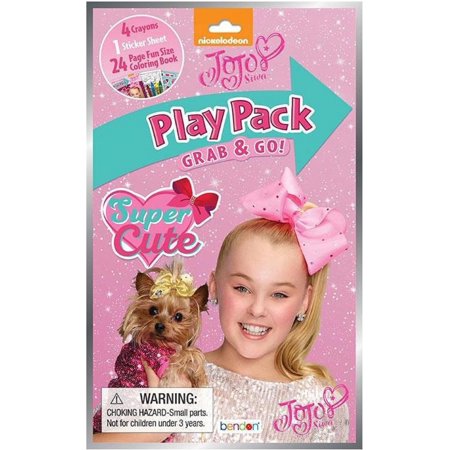 4 Crayons
1 Sticker Sheet
24 Page Fun Size
Coloring Book
nickelodeon
JoJo
Siwa
Play Pack
GRAB & GO!
Super
Cute
WARNING:
CHOKING HAZARD-Small parts.
Not for children under 3 years.
bendon
JoJo
Siwa